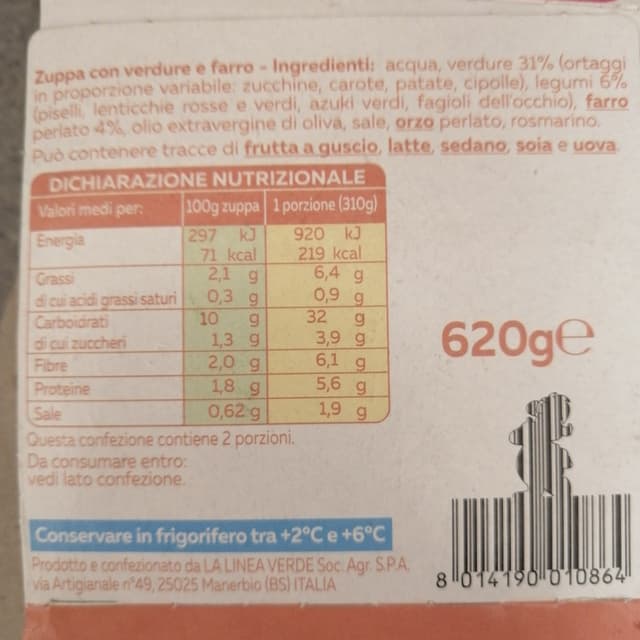 Zuppa con verdure e farro - Ingredienti: acqua, verdure 31% (ortaggi
in proporzione variabile: zucchine, carote, patate, cipolle), legumi 6%
(piselli, lenticchie rosse e verdi, azuki verdi, fagioli dell'occhio), farro
perlato 4%, olio extravergine di oliva, sale, orzo perlato, rosmarino.
Può contenere tracce di frutta a guscio, latte, sedano, soia e uova.
DICHIARAZIONE NUTRIZIONALE
Valori medi per: 100g zuppa 1 porzione (310g)
Energia 297 kJ 920 kJ
71 kcal 219 kcal
Grassi 2,1 g 6,4 g
di cui acidi grassi saturi 0,3 g 0,9 g
Carboidrati 10 g 32 g
di cui zuccheri 1,3 g 3,9 g
Fibre 2,0 g 6,1 g
Proteine 1,8 g 5,6 g
Sale 0,62 g 1,9 g
620g e
Questa confezione contiene 2 porzioni.
Da consumare entro:
vedi lato confezione.
Conservare in frigorifero tra +2°C e +6°C
Prodotto e confezionato da LA LINEA VERDE Soc. Agr. S.P.A.
via Artigianale n°49, 25025 Manerbio (BS) ITALIA
8 014190 010864